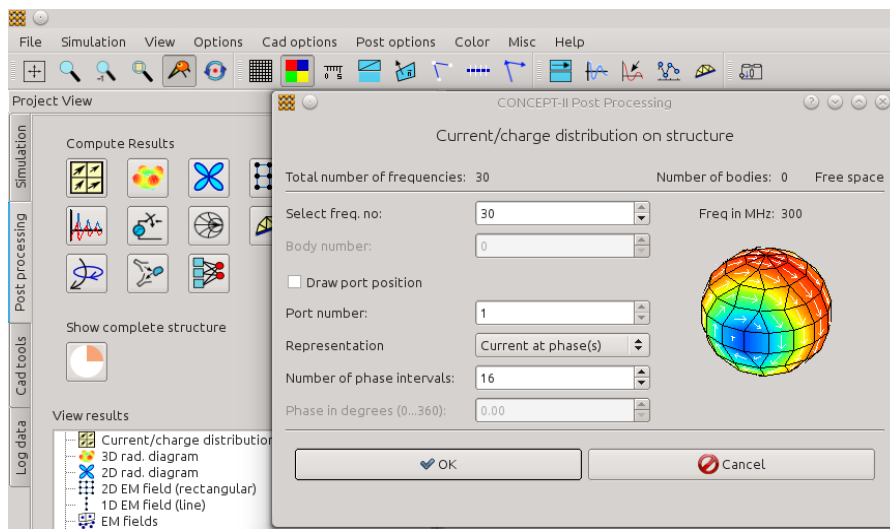 File Simulation View Options Cad options Post options Color Misc Help
Project View
Simulation
Post processing
Cad tools
Log data
Compute Results
Show complete structure
View results
Current/charge distribution
3D rad. diagram
2D rad. diagram
2D EM field (rectangular)
1D EM field (line)
EM fields
CONCEPT-II Post Processing
Current/charge distribution on structure
Total number of frequencies: 30 Number of bodies: 0 Free space
Select freq. no: 30 Freq in MHz: 300
Body number: 0
Draw port position
Port number: 1
Representation Current at phase(s)
Number of phase intervals: 16
Phase in degrees (0...360): 0.00
OK Cancel